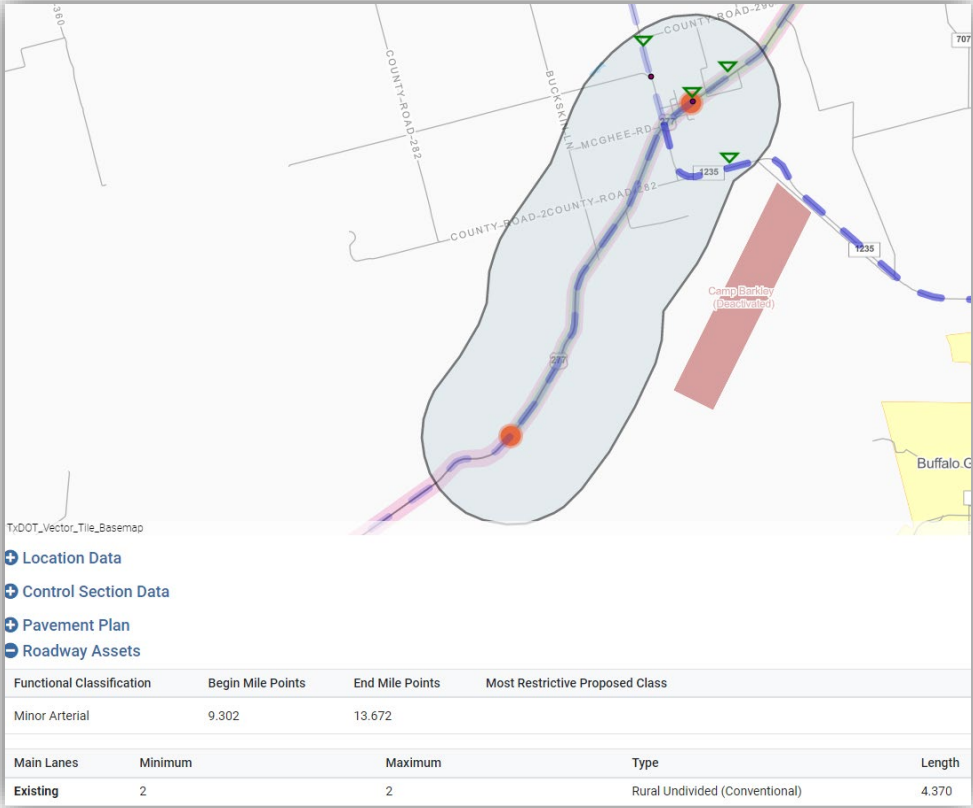 360
COUNTY-ROAD-296
707
COUNTY-ROAD-282
BUCKSKIN LN
MCGHEE-RD
277
1235
COUNTY-ROAD-2COUNTY-ROAD-282
1235
Camp Barkley
(Deactivated)
277
Buffalo G
TxDOT_Vector_Tile_Basemap
Location Data
Control Section Data
Pavement Plan
Roadway Assets
Functional Classification Begin Mile Points End Mile Points Most Restrictive Proposed Class
Minor Arterial 9.302 13.672
Main Lanes Minimum Maximum Type Length
Existing 2 2 Rural Undivided (Conventional) 4.370